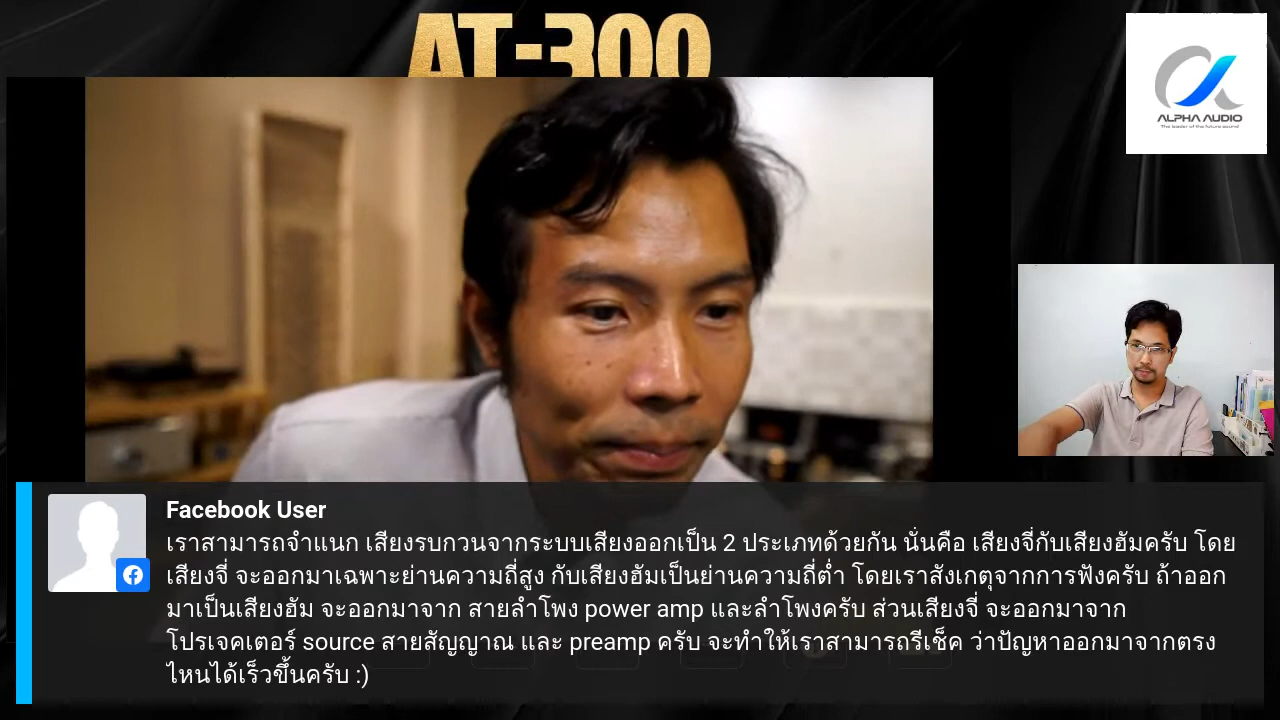 AT-300
ALPHA AUDIO
The leader of the future sound
Facebook User
เราสามารถจำแนก เสียงรบกวนจากระบบเสียงออกเป็น 2 ประเภทด้วยกัน นั่นคือ เสียงจี่กับเสียงฮัมครับ โดย
เสียงจี่ จะออกมาเฉพาะย่านความถี่สูง กับเสียงฮัมเป็นย่านความถี่ต่ำ โดยเราสังเกตุจากการฟังครับ ถ้าออก
มาเป็นเสียงฮัม จะออกมาจาก สายลำโพง power amp และลำโพงครับ ส่วนเสียงจี่ จะออกมาจาก
โปรเจคเตอร์ source สายสัญญาณ และ preamp ครับ จะทำให้เราสามารถรีเช็ค ว่าปัญหาออกมาจากตรง
ไหนได้เร็วขึ้นครับ :)